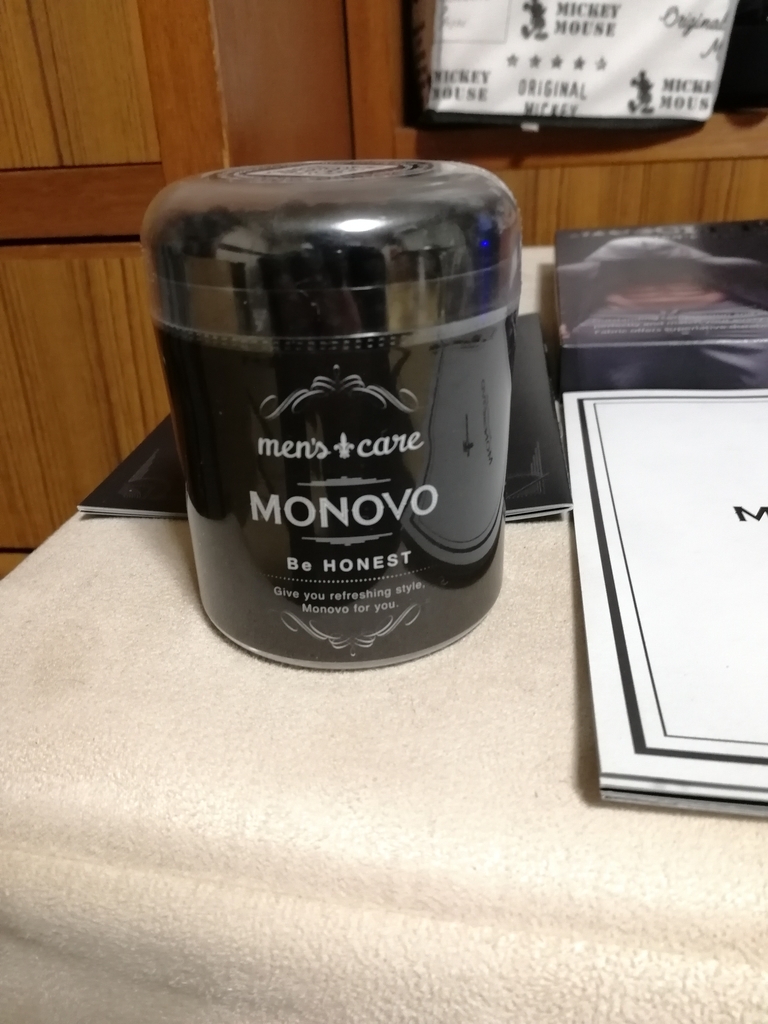 MICKEY
MOUSE
Original
M
MICKEY
MOUSE
ORIGINAL
MICKEY
MICKE
MOUS
men's care
MONOVO
Be HONEST
Give you refreshing style,
Monovo for you.
M